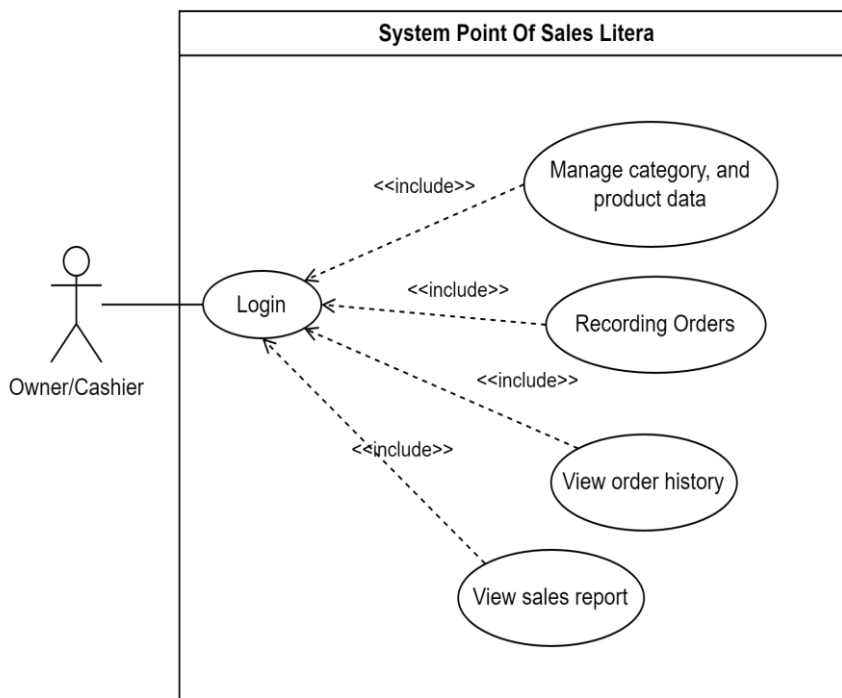 System Point Of Sales Litera
Manage category, and
product data
<<include>>
<<include>>
Login
Recording Orders
Owner/Cashier
<<include>>
<<include>>
View order history
View sales report